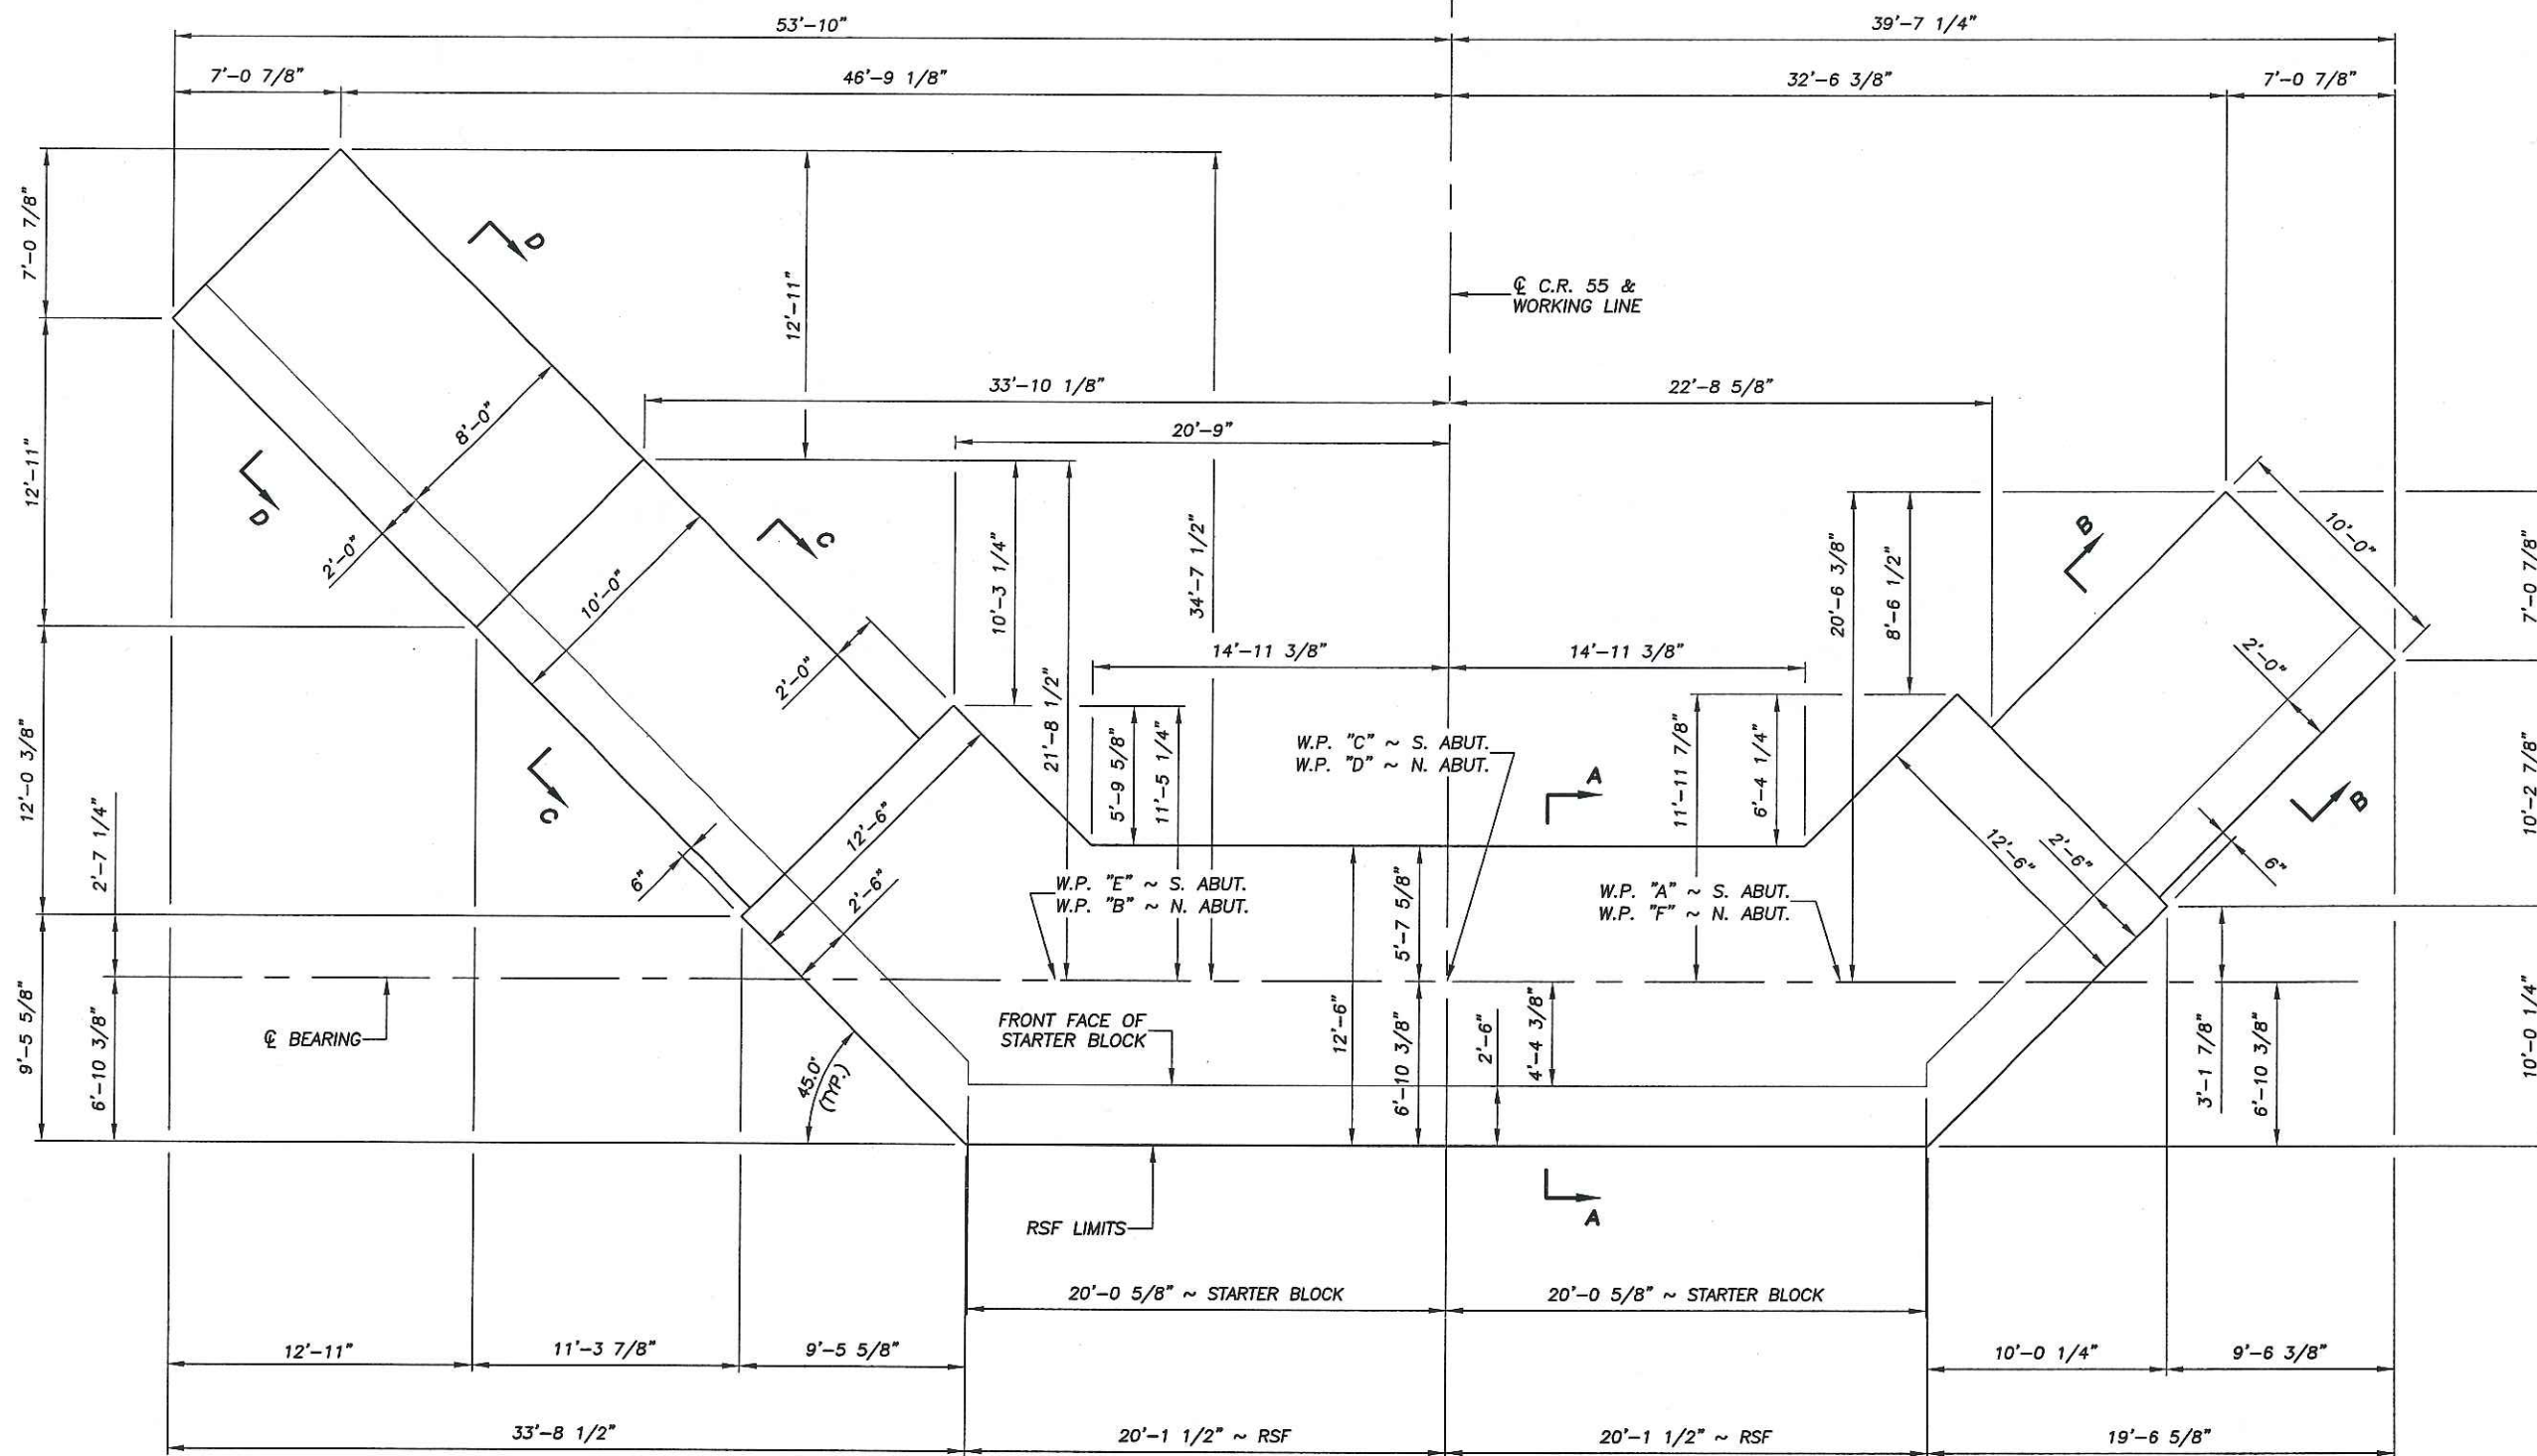 53'-10"
39'-7 1/4"
7'-0 7/8"
46'-9 1/8"
32'-6 3/8"
7'-0 7/8"
7'-0 7/8"
12'-11"
12'-0 3/8"
2'-7 1/4"
9'-5 5/8"
6'-10 3/8"
D
D
8'-0"
2'-0"
12'-11"
℄ C.R. 55 &
WORKING LINE
33'-10 1/8"
22'-8 5/8"
20'-9"
C
C
10'-0"
2'-0"
10'-3 1/4"
34'-7 1/2"
21'-8 1/2"
14'-11 3/8"
14'-11 3/8"
5'-9 5/8"
11'-5 1/4"
20'-6 3/8"
8'-6 1/2"
11'-11 7/8"
6'-4 1/4"
B
B
10'-0"
2'-0"
7'-0 7/8"
10'-2 7/8"
10'-0 1/4"
W.P. "C" ~ S. ABUT.
W.P. "D" ~ N. ABUT.
A
12'-6"
2'-6"
6"
12'-6"
2'-6"
6"
W.P. "E" ~ S. ABUT.
W.P. "B" ~ N. ABUT.
W.P. "A" ~ S. ABUT.
W.P. "F" ~ N. ABUT.
5'-7 5/8"
12'-6"
6'-10 3/8"
2'-6"
4'-4 3/8"
3'-1 7/8"
6'-10 3/8"
℄ BEARING
FRONT FACE OF
STARTER BLOCK
45.0°
(TYP.)
RSF LIMITS
A
20'-0 5/8" ~ STARTER BLOCK
20'-0 5/8" ~ STARTER BLOCK
12'-11"
11'-3 7/8"
9'-5 5/8"
10'-0 1/4"
9'-6 3/8"
33'-8 1/2"
20'-1 1/2" ~ RSF
20'-1 1/2" ~ RSF
19'-6 5/8"